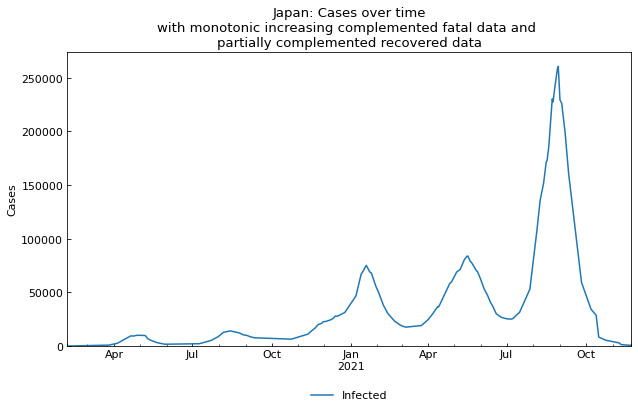 Japan: Cases over time
with monotonic increasing complemented fatal data and
partially complemented recovered data
250000
200000
150000
100000
50000
0
Cases
Apr Jul Oct Jan Apr Jul Oct
2021
Infected